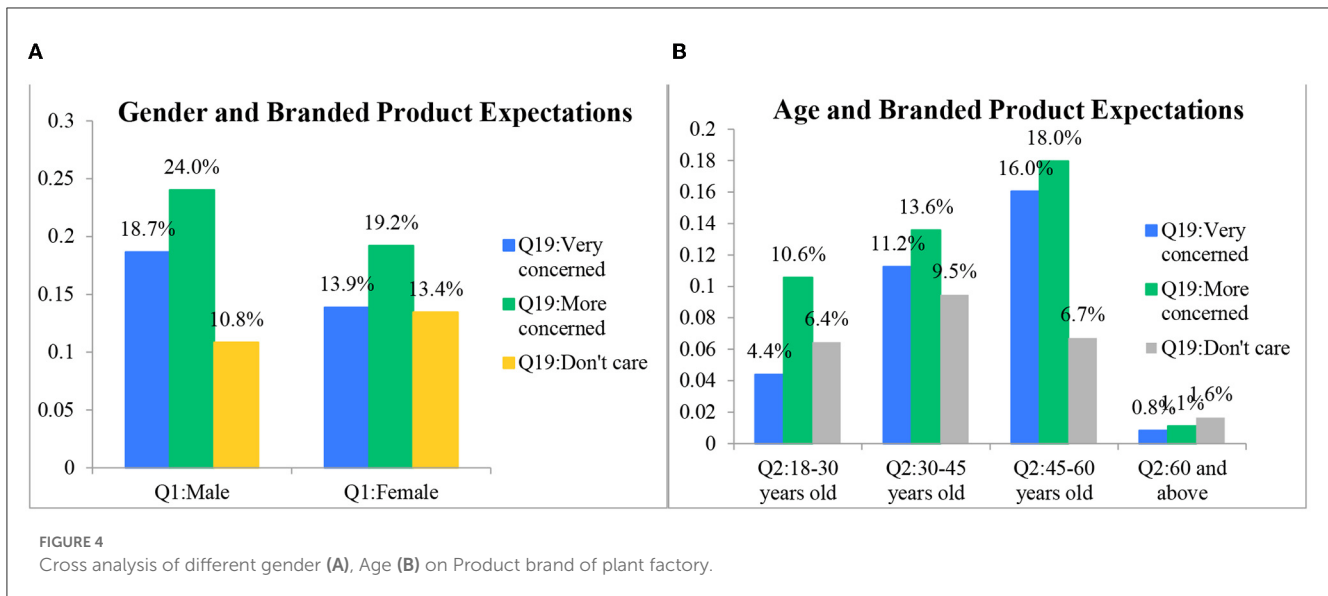 A
Gender and Branded Product Expectations
0.3
0.25
0.2
0.15
0.1
0.05
0
18.7%
24.0%
10.8%
13.9%
19.2%
13.4%
Q1:Male
Q1:Female
Q19:Very
concerned
Q19:More
concerned
Q19:Don't care
B
Age and Branded Product Expectations
0.2
0.18
0.16
0.14
0.12
0.1
0.08
0.06
0.04
0.02
0
4.4%
10.6%
6.4%
11.2%
13.6%
9.5%
16.0%
18.0%
6.7%
0.8%
1.1%
1.6%
Q2:18-30
years old
Q2:30-45
years old
Q2:45-60
years old
Q2:60 and
above
Q19:Very
concerned
Q19:More
concerned
Q19:Don't care
FIGURE 4
Cross analysis of different gender (A), Age (B) on Product brand of plant factory.